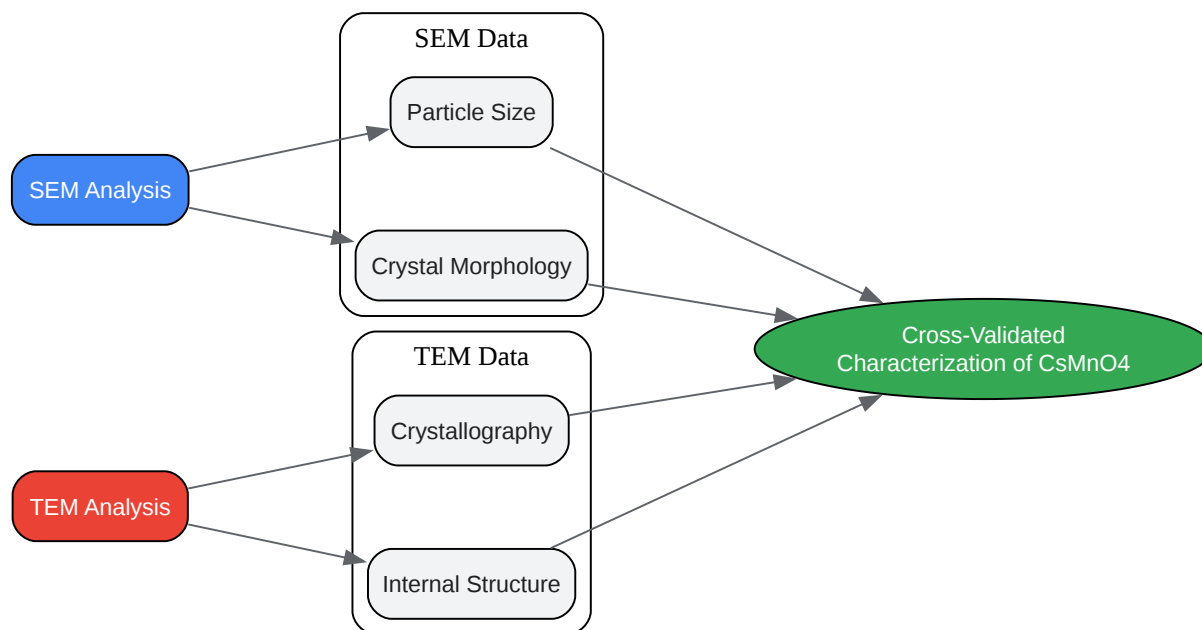 SEM Data
Particle Size
SEM Analysis
Crystal Morphology
Cross-Validated
Characterization of CsMnO4
TEM Data
Crystallography
TEM Analysis
Internal Structure